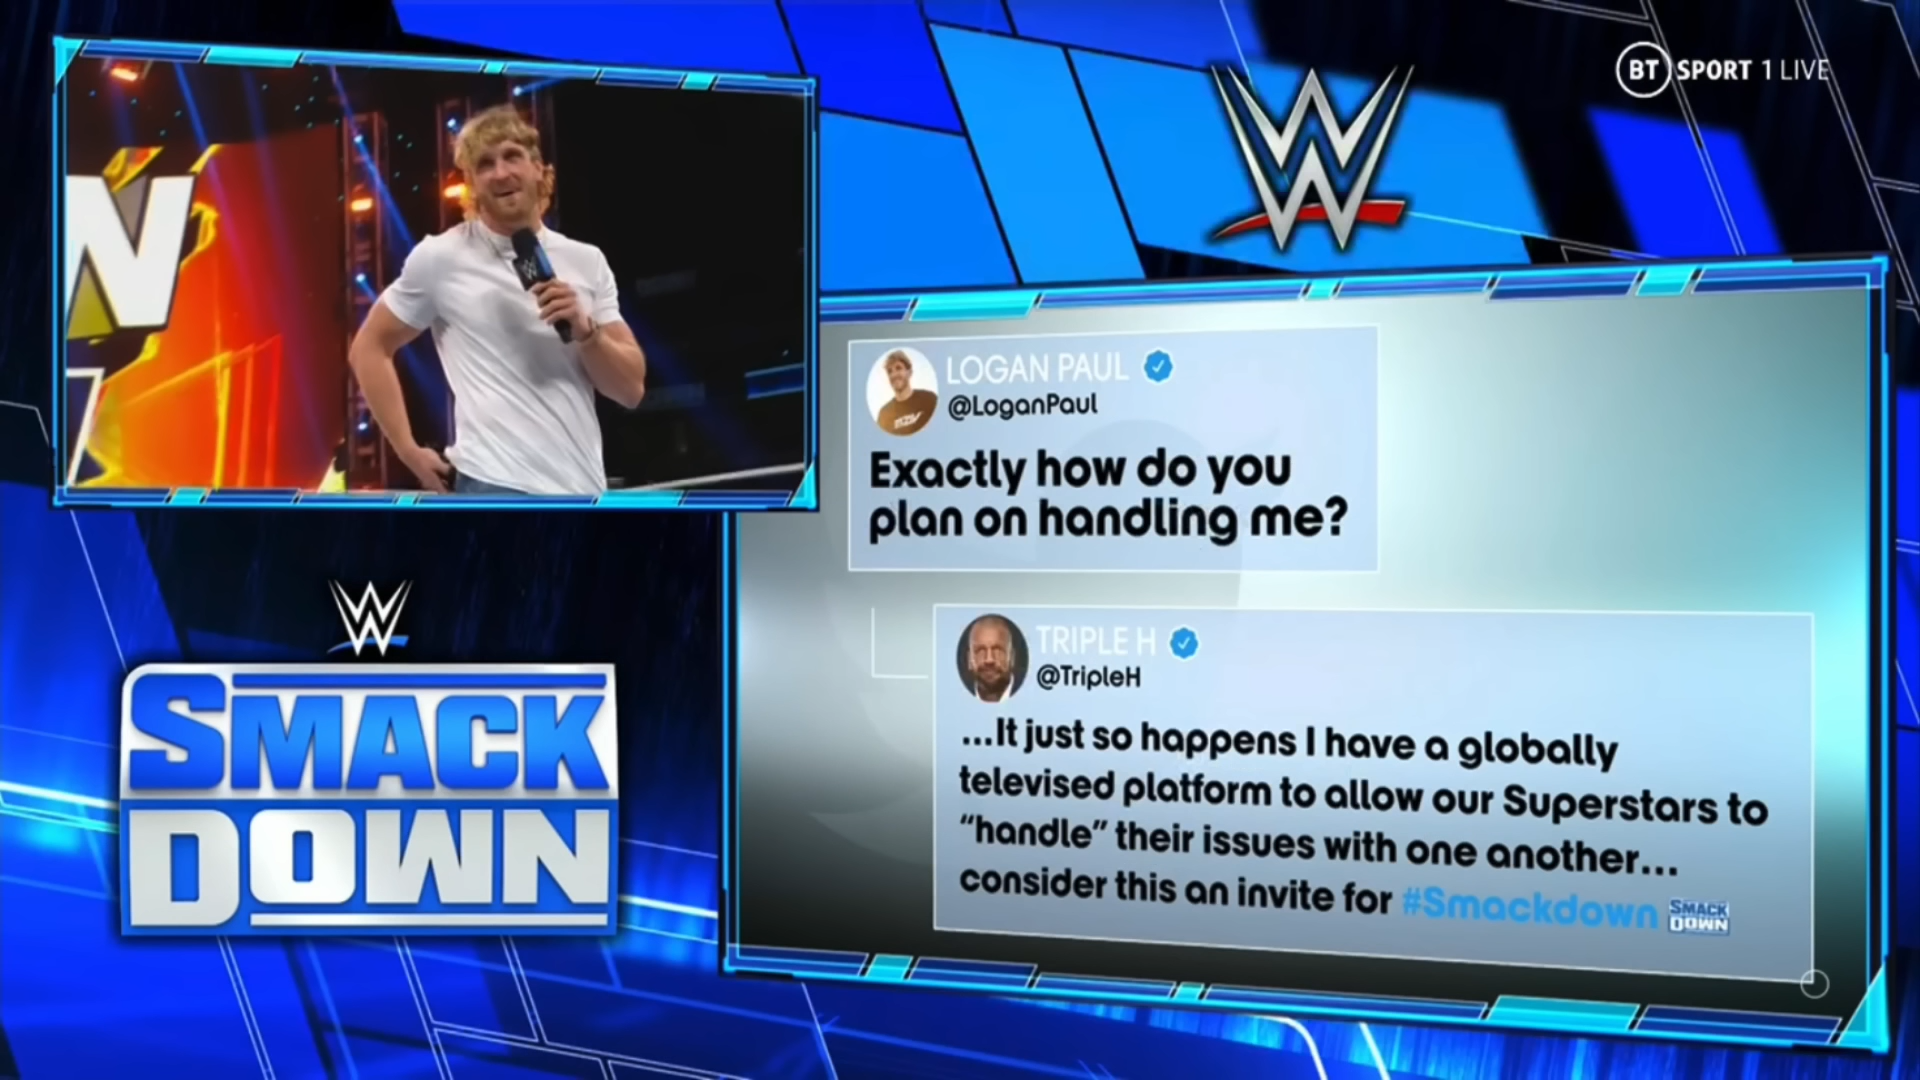 BT SPORT 1 LIVE
W
N
W
LOGAN PAUL
@LoganPaul
Exactly how do you
plan on handling me?
TRIPLE H
@TripleH
...It just so happens I have a globally
televised platform to allow our Superstars to
“handle” their issues with one another...
consider this an invite for #Smackdown SMACK DOWN
W
SMACK
DOWN